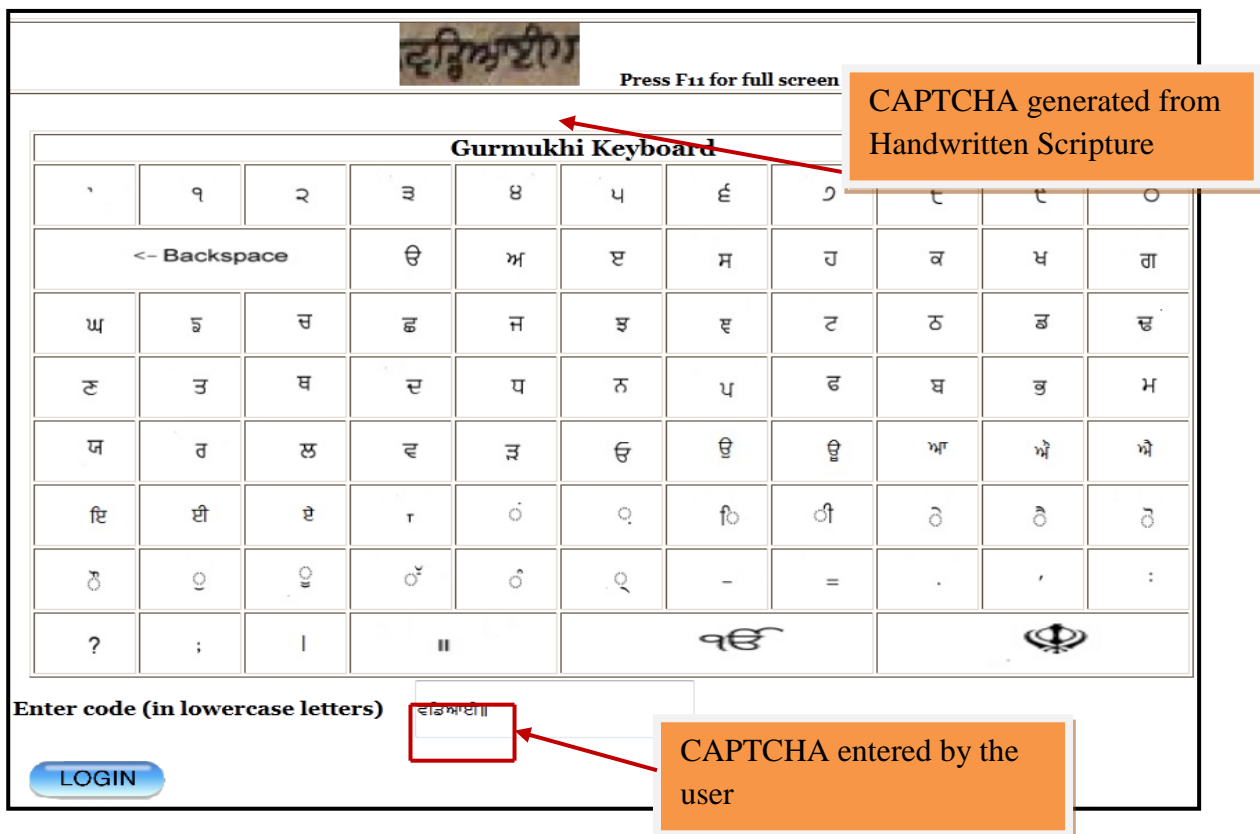 ਵਡਿਆਈ
Press F11 for full screen
CAPTCHA generated from
Handwritten Scripture
Gurmukhi Keyboard
` ੧ ੨ ੩ ੪ ੫ ੬ ੭ ੮ ੯ ੦
<- Backspace ੳ ਅ ੲ ਸ ਹ ਕ ਖ ਗ
ਘ ਙ ਚ ਛ ਜ ਝ ਞ ਟ ਠ ਡ ਢ
ਣ ਤ ਥ ਦ ਧ ਨ ਪ ਫ ਬ ਭ ਮ
ਯ ਰ ਲ ਵ ੜ ਓ ਉ ਊ ਆ ਔ ਐ
ਇ ਈ ਏ ਾ ਂ ਼ ਿ ੀ ੇ ੈ ੋ
ੌ ੁ ੂ ੱ ੰ ੍ – = . ' :
? ; | ॥ ੴ ☬
Enter code (in lowercase letters) ਵਡਿਆਈ॥
CAPTCHA entered by the
user
LOGIN